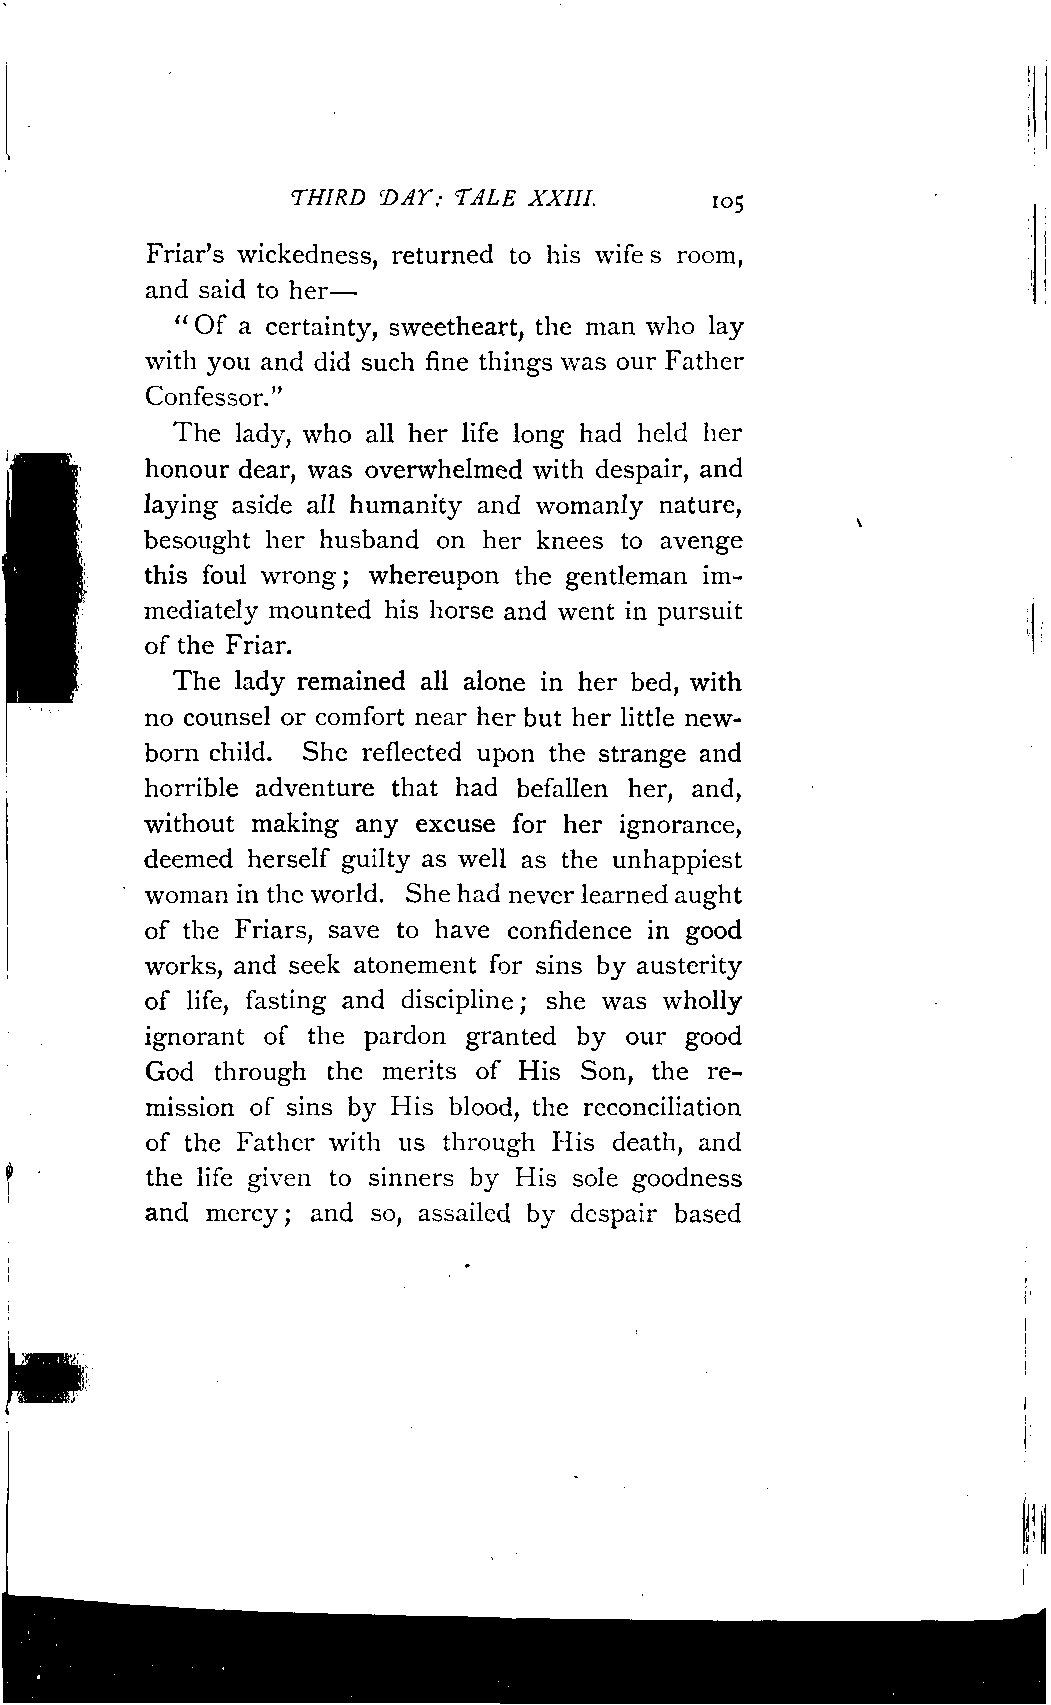 THIRD DAY: TALE XXIII. 105
Friar's wickedness, returned to his wife s room,
and said to her—
"Of a certainty, sweetheart, the man who lay
with you and did such fine things was our Father
Confessor."
The lady, who all her life long had held her
honour dear, was overwhelmed with despair, and
laying aside all humanity and womanly nature,
besought her husband on her knees to avenge
this foul wrong; whereupon the gentleman im-
mediately mounted his horse and went in pursuit
of the Friar.
The lady remained all alone in her bed, with
no counsel or comfort near her but her little new-
born child. She reflected upon the strange and
horrible adventure that had befallen her, and,
without making any excuse for her ignorance,
deemed herself guilty as well as the unhappiest
woman in the world. She had never learned aught
of the Friars, save to have confidence in good
works, and seek atonement for sins by austerity
of life, fasting and discipline; she was wholly
ignorant of the pardon granted by our good
God through the merits of His Son, the re-
mission of sins by His blood, the reconciliation
of the Father with us through His death, and
the life given to sinners by His sole goodness
and mercy; and so, assailed by despair based